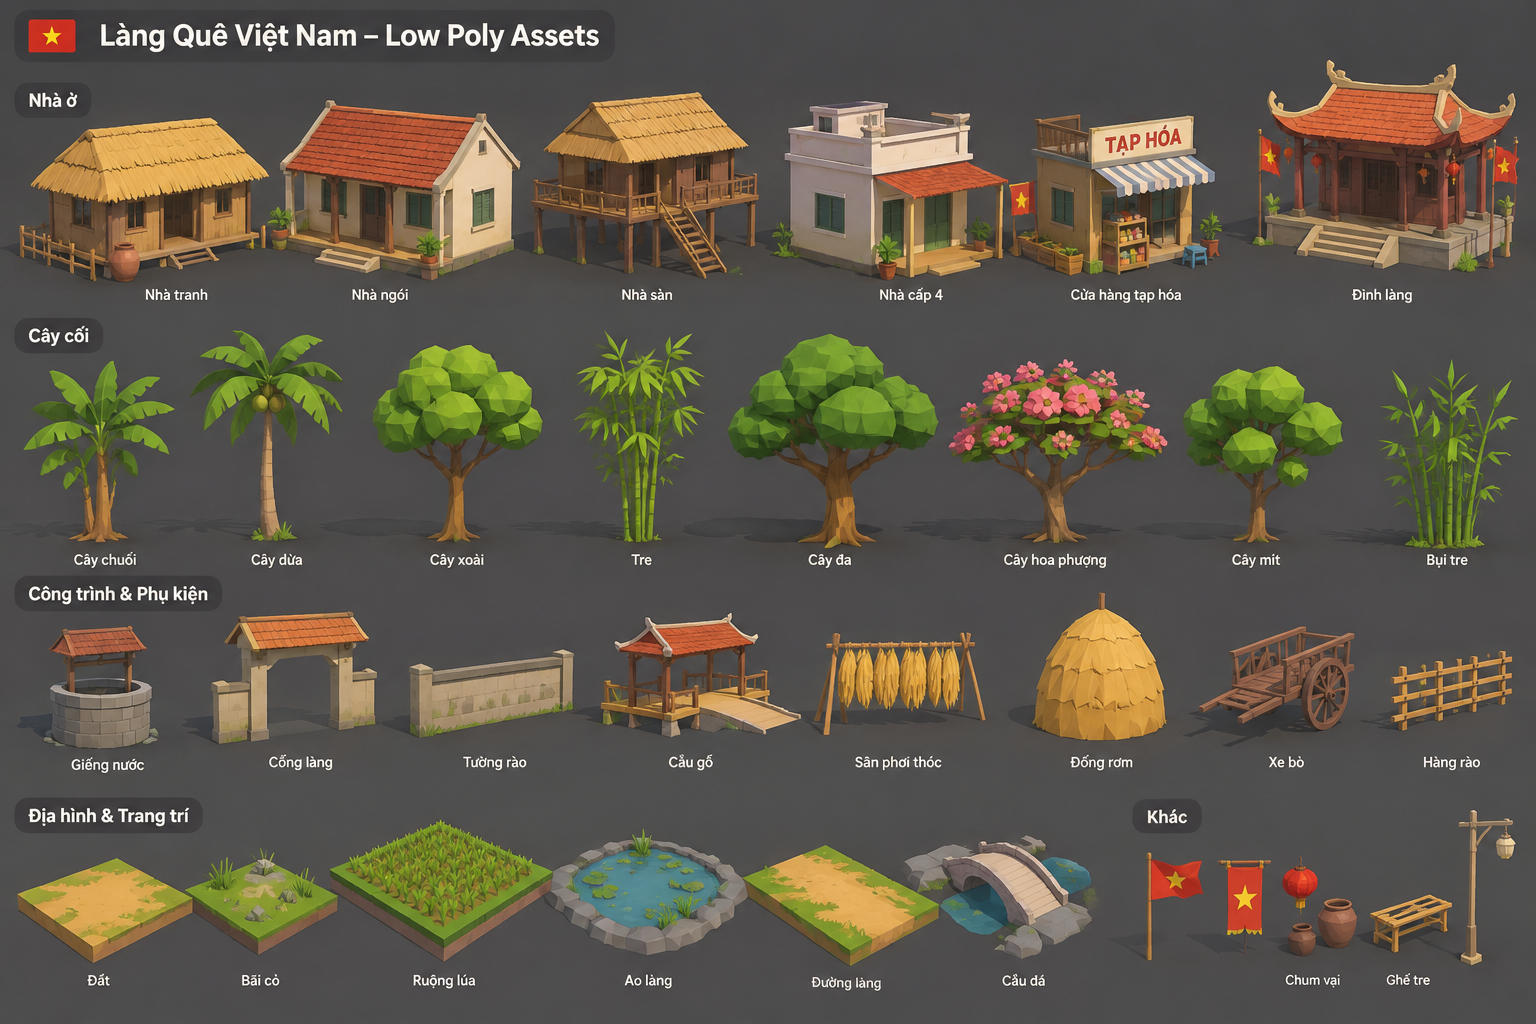 Làng Quê Việt Nam – Low Poly Assets
Nhà ở
TẠP HÓA
Nhà tranh
Nhà ngói
Nhà sàn
Nhà cấp 4
Cửa hàng tạp hóa
Đình làng
Cây cối
Cây chuối
Cây dừa
Cây xoài
Tre
Cây đa
Cây hoa phượng
Cây mít
Bụi tre
Công trình & Phụ kiện
Giếng nước
Cổng làng
Tường rào
Cầu gỗ
Sân phơi thóc
Đống rơm
Xe bò
Hàng rào
Địa hình & Trang trí
Khác
Đất
Bãi cỏ
Ruộng lúa
Ao làng
Đường làng
Cầu đá
Chum vại
Ghế tre